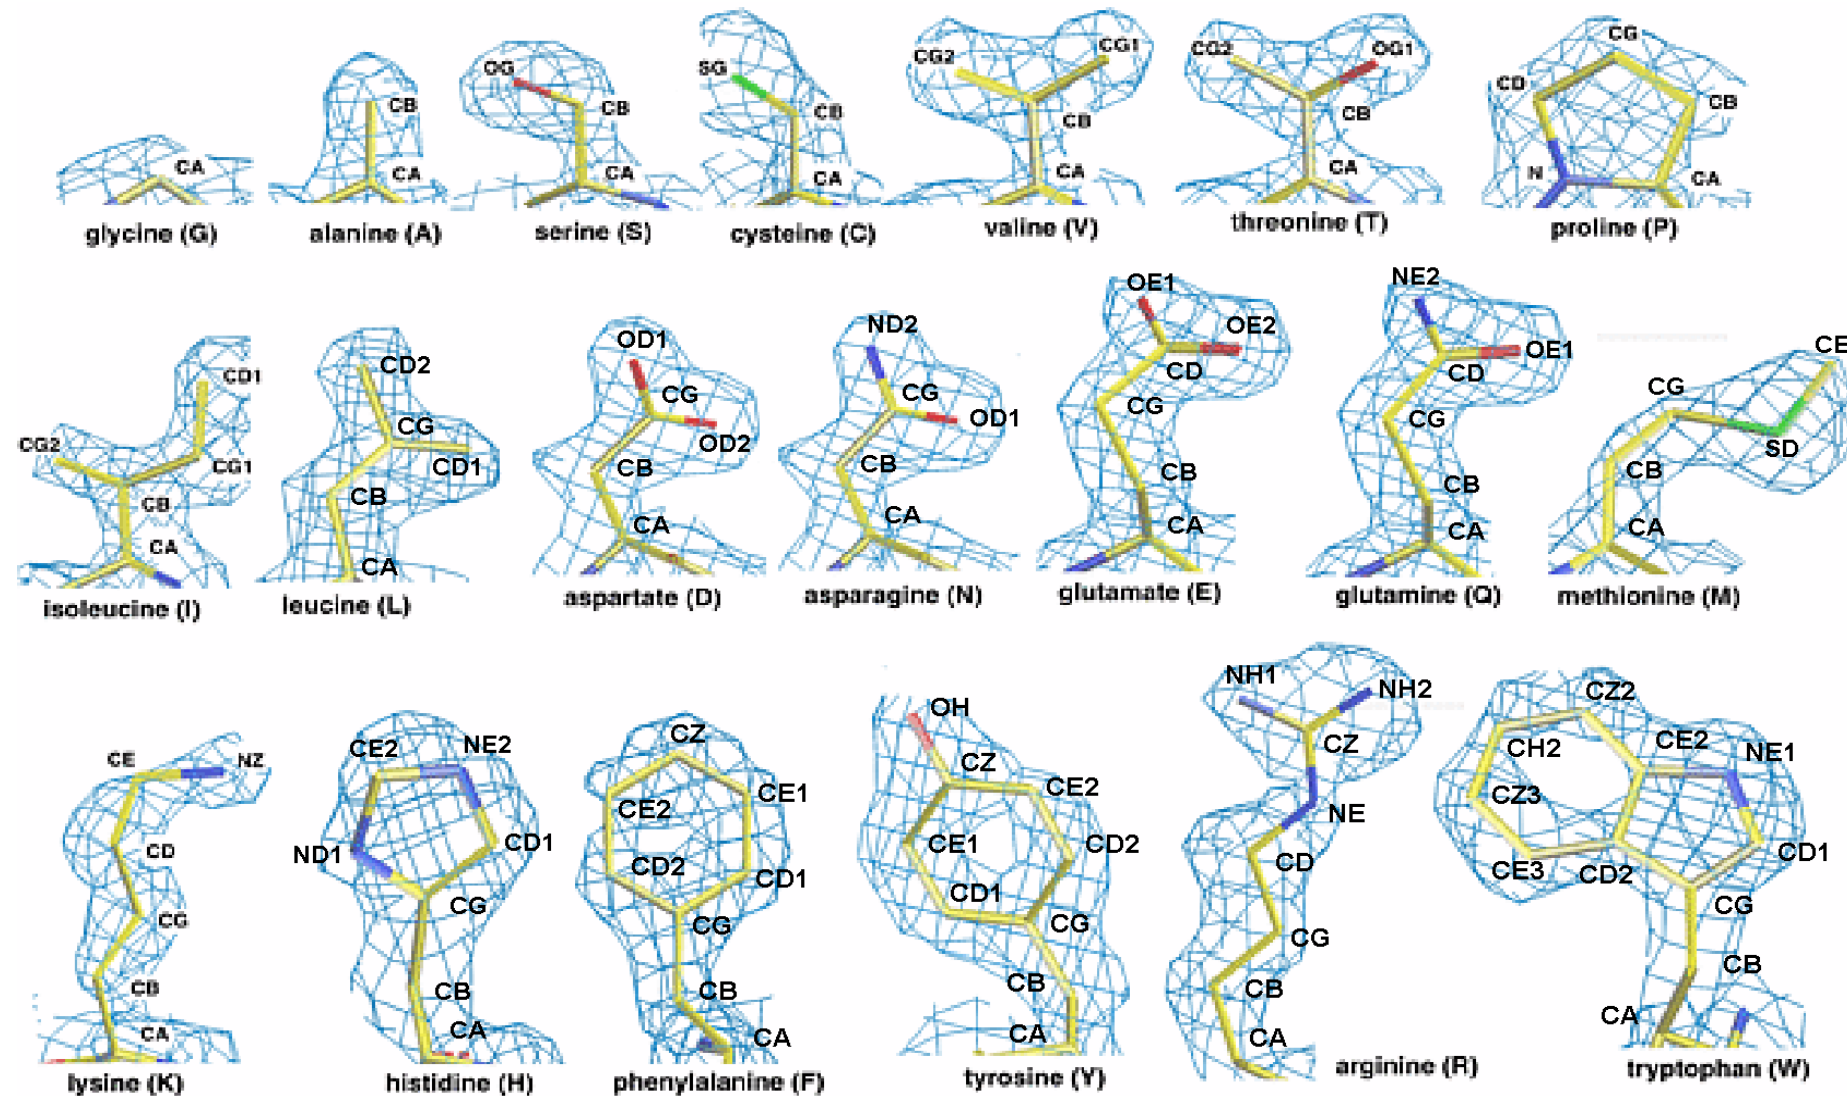 CA
glycine (G)
CB
CA
alanine (A)
OG
CB
CA
serine (S)
SG
CB
CA
cysteine (C)
CG2
CG1
CB
CA
valine (V)
CG2
OG1
CB
CA
threonine (T)
CG
CD
CB
N
CA
proline (P)
CD1
CG2
CG1
CB
CA
isoleucine (I)
CD2
CG
CD1
CB
CA
leucine (L)
OD1
CG
OD2
CB
CA
aspartate (D)
ND2
CG
OD1
CB
CA
asparagine (N)
OE1
OE2
CD
CG
CB
CA
glutamate (E)
NE2
OE1
CD
CG
CB
CA
glutamine (Q)
CE
CG
SD
CB
CA
methionine (M)
CE
NZ
CD
CG
CB
CA
lysine (K)
CE2
NE2
ND1
CD1
CG
CB
CA
histidine (H)
CZ
CE1
CE2
CD2
CD1
CG
CB
CA
phenylalanine (F)
OH
CZ
CE2
CE1
CD2
CD1
CG
CB
CA
tyrosine (Y)
NH1
NH2
CZ
NE
CD
CG
CB
CA
arginine (R)
CZ2
CH2
CE2
NE1
CZ3
CE3
CD2
CD1
CG
CB
CA
tryptophan (W)